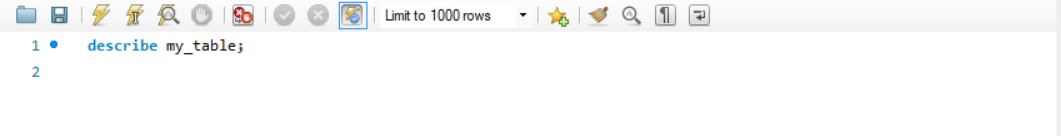 Limit to 1000 rows
1 describe my_table;
2